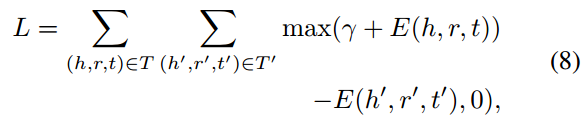 L = ∑_{(h,r,t)∈T} ∑_{(h′,r′,t′)∈T′} max(γ + E(h, r, t))
−E(h′, r′, t′), 0), (8)